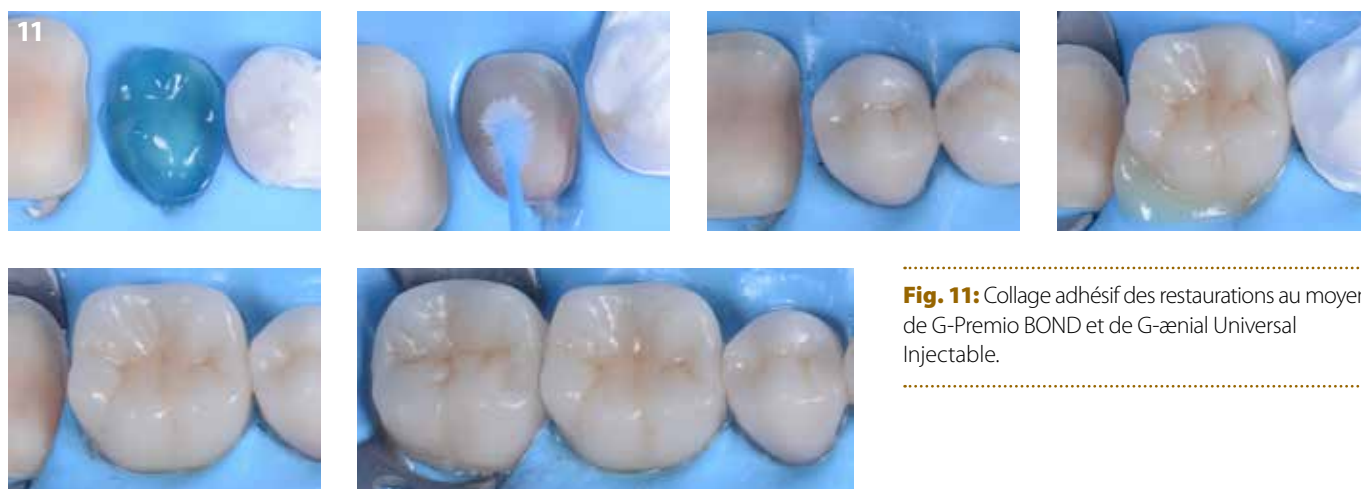 11
Fig. 11: Collage adhésif des restaurations au moyen
de G-Premio BOND et de G-ænial Universal
Injectable.